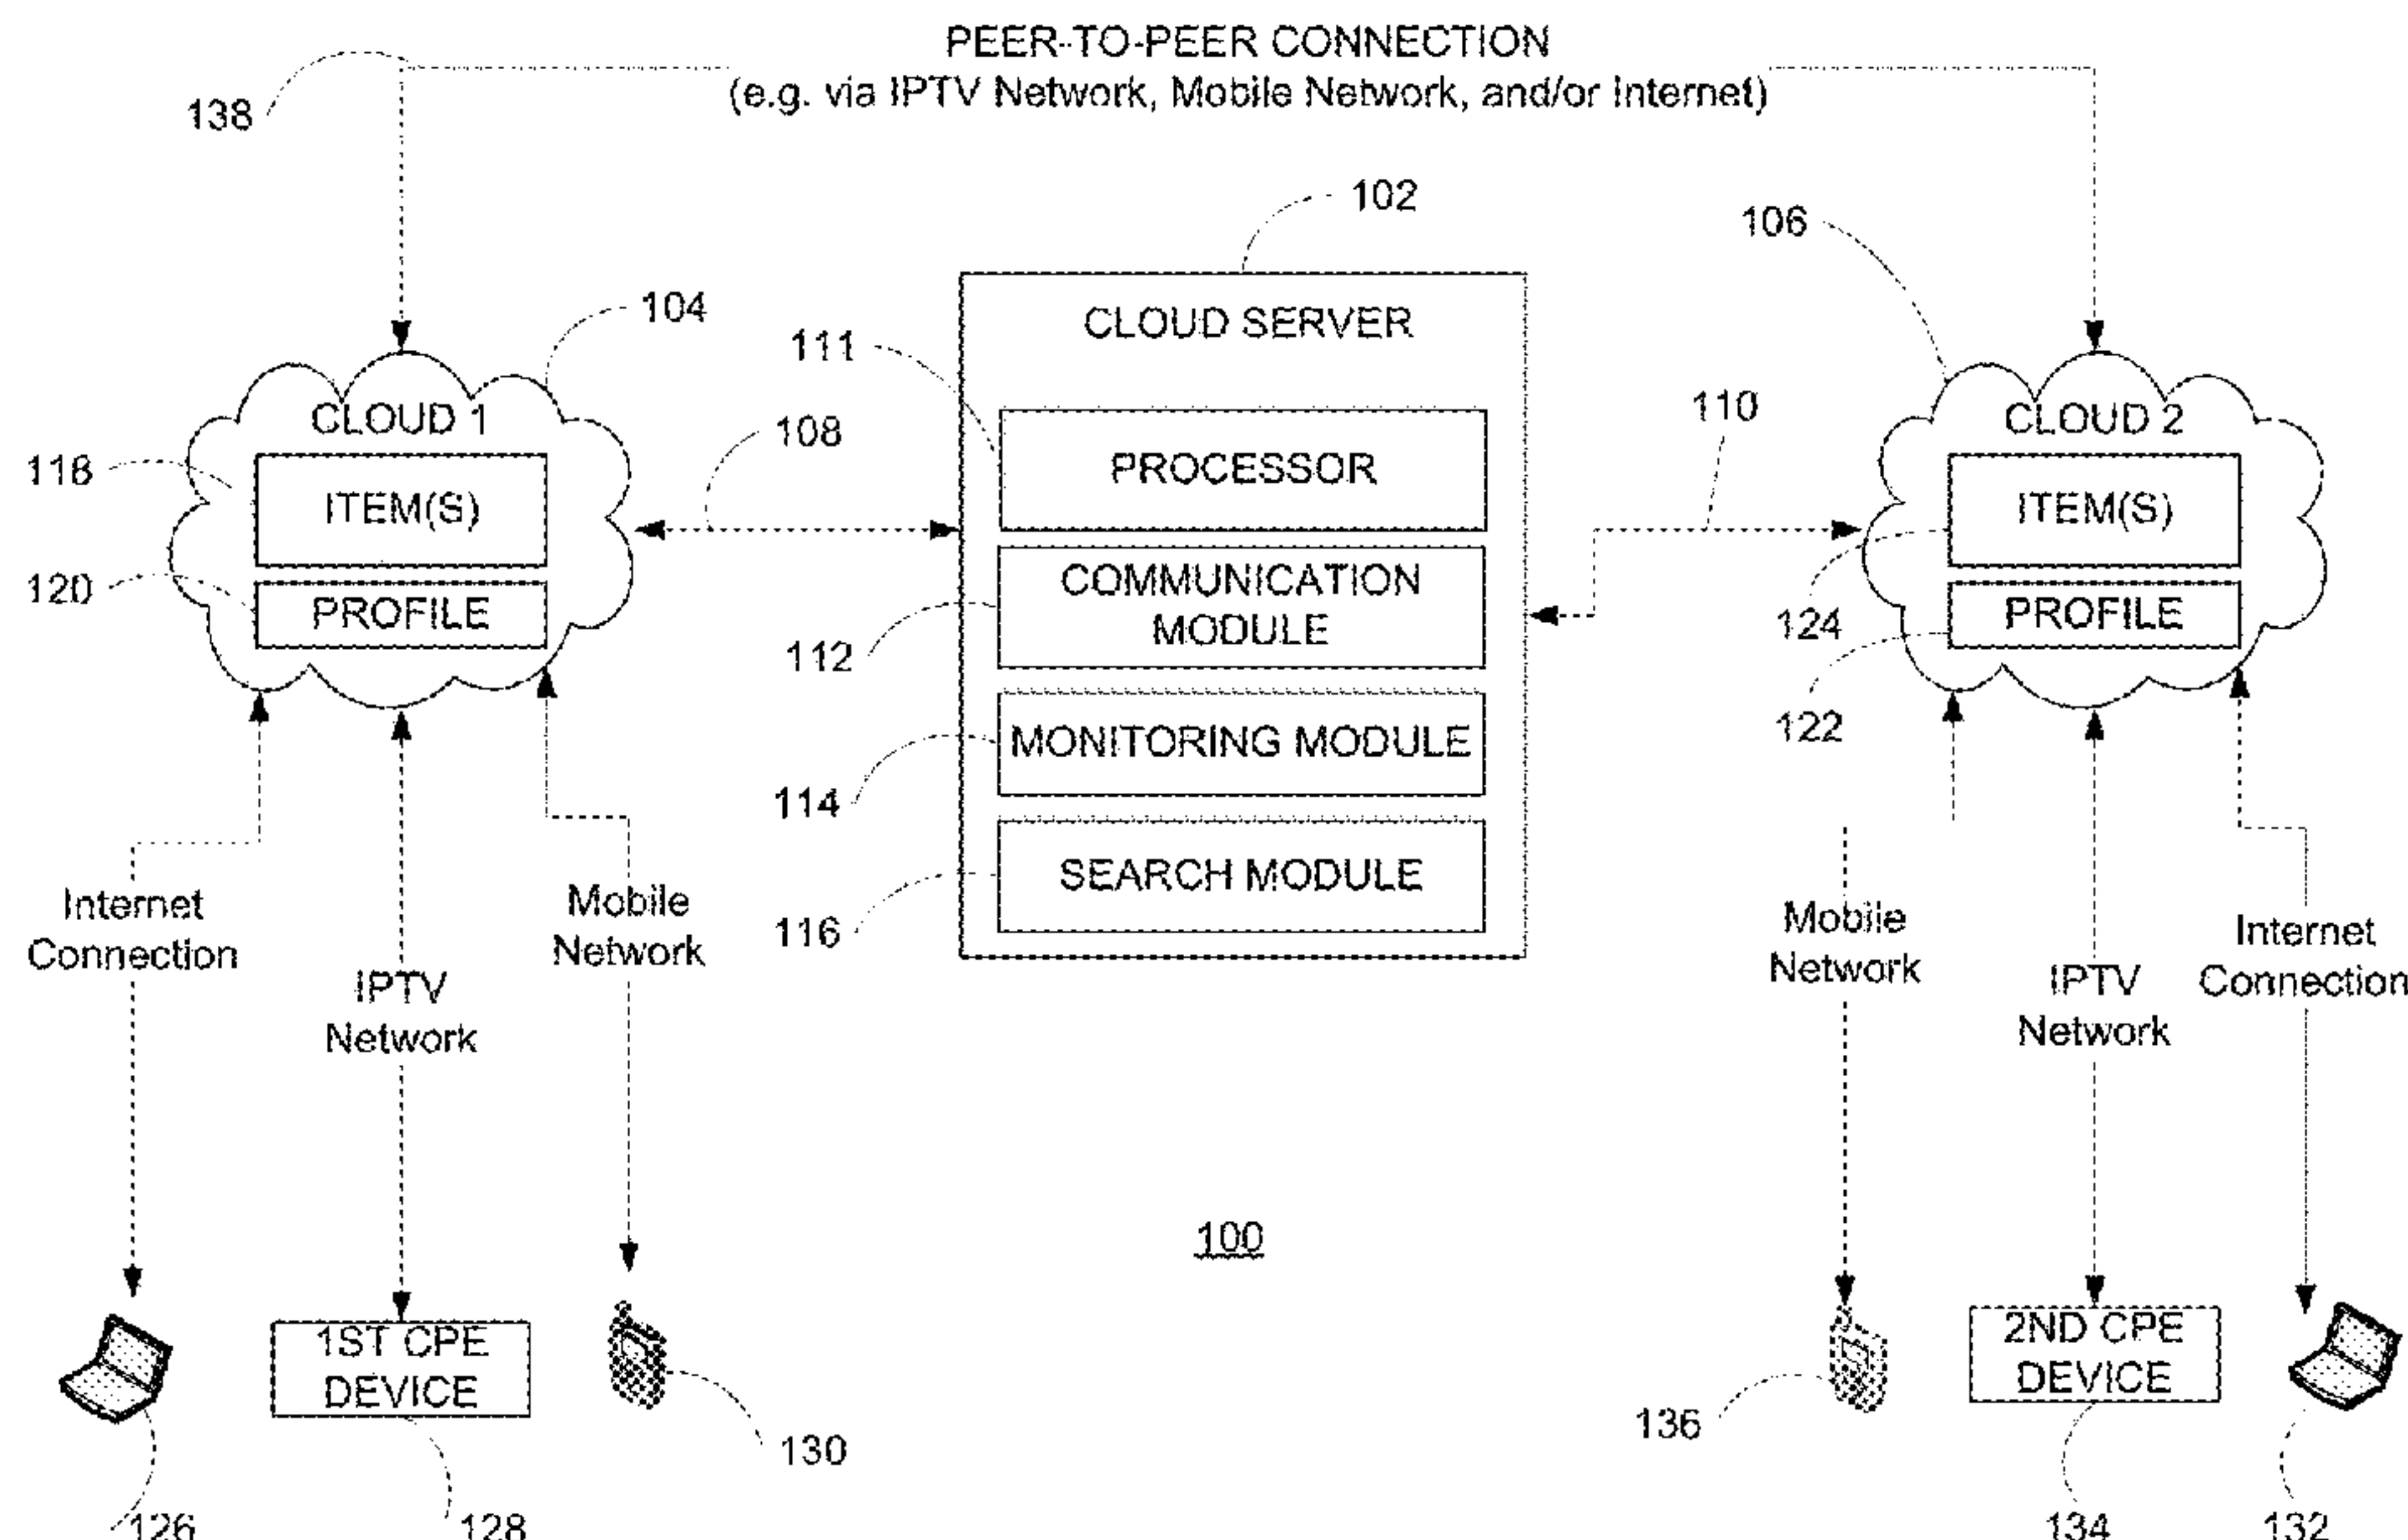 PEER-TO-PEER CONNECTION
(e.g. via IPTV Network, Mobile Network, and/or Internet)
138
102
106
104
CLOUD SERVER
111
110
CLOUD 1
108
CLOUD 2
118
ITEM(S)
PROCESSOR
ITEM(S)
120
PROFILE
COMMUNICATION
MODULE
112
124
PROFILE
122
MONITORING MODULE
114
SEARCH MODULE
116
Internet
Connection
Mobile
Network
IPTV
Network
Mobile
Network
IPTV
Network
Internet
Connection
100
1ST CPE
DEVICE
2ND CPE
DEVICE
130
136
126
128
134
132